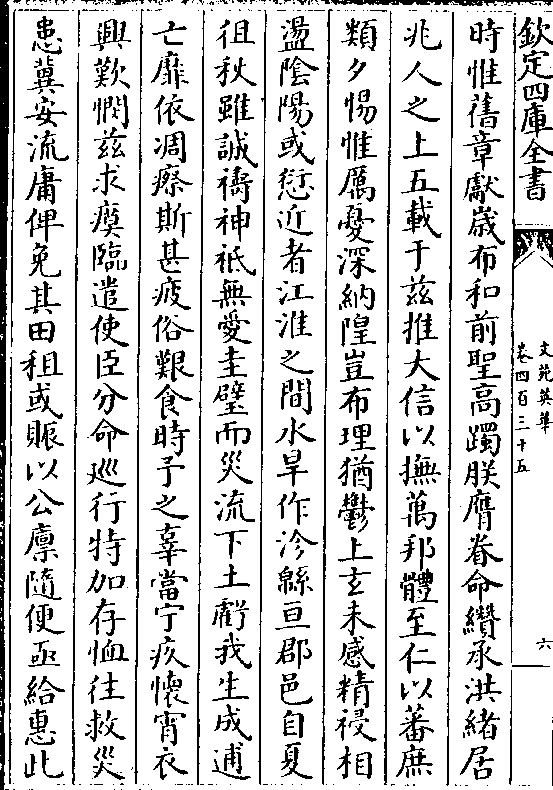 欽定四庫全書
文苑英華
卷四百三十五
六
時惟舊章獻歲布和前聖高躅朕膺眷命纘承洪緒居
兆人之上五載于兹推大信以撫萬邦體至仁以蕃庶
類夕惕惟厲憂深納隍豈布理猶鬱上玄未感精祲相
盪陰陽或愆近者江淮之間水旱作沴緜亘郡邑自夏
徂秋雖誠禱神祇無愛圭璧而災流下土虧我生成逋
亡靡依凋瘵斯甚疲俗艱食時予之辜當宁疚懷宵衣
興歎惘兹求瘼臨遣使臣分命廵行特加存恤往救災
患冀安流庸俾免其田租或賑以公廪隨便亟給惠此